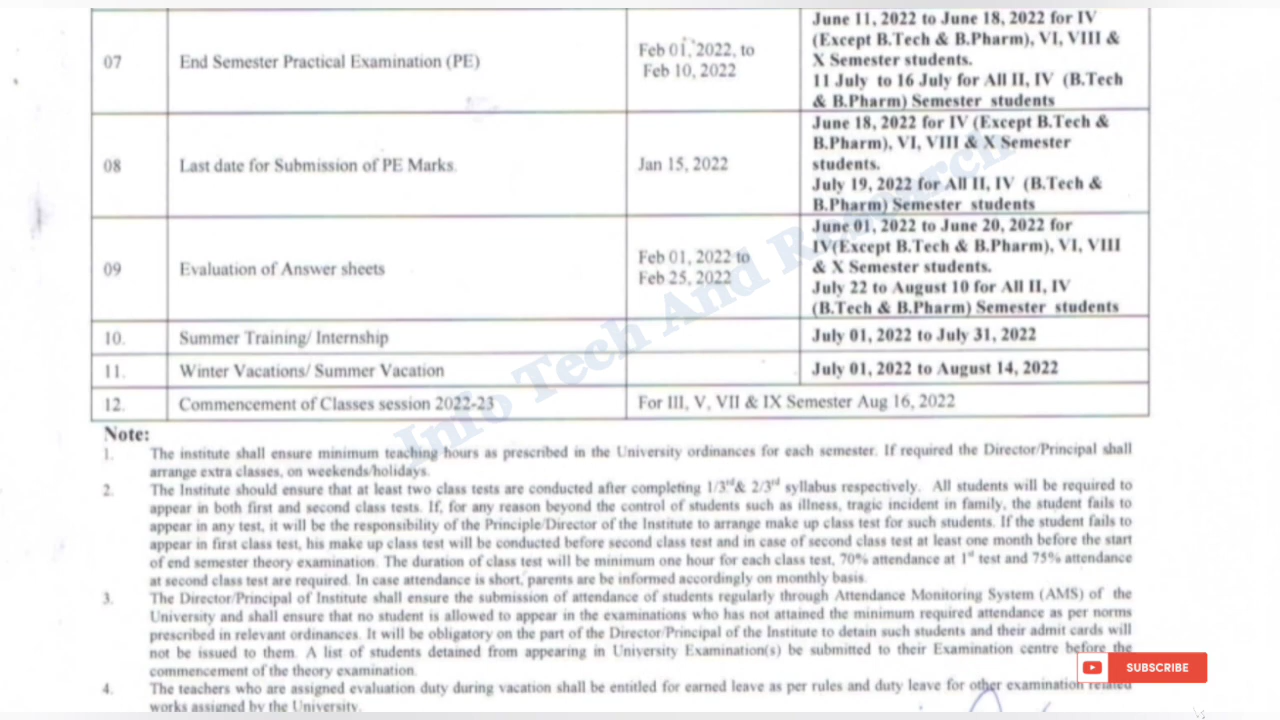 07
End Semester Practical Examination (PE)
Feb 01, 2022, to
Feb 10, 2022
June 11, 2022 to June 18, 2022 for IV
(Except B.Tech & B.Pharm), VI, VIII &
X Semester students.
11 July to 16 July for All II, IV (B.Tech
& B.Pharm) Semester students
08
Last date for Submission of PE Marks.
Jan 15, 2022
June 18, 2022 for IV (Except B.Tech &
B.Pharm), VI, VIII & X Semester
students.
July 19, 2022 for All II, IV (B.Tech &
B.Pharm) Semester students
09
Evaluation of Answer sheets
Feb 01, 2022 to
Feb 25, 2022
June 01, 2022 to June 20, 2022 for
IV(Except B.Tech & B.Pharm), VI, VIII
& X Semester students.
July 22 to August 10 for All II, IV
(B.Tech & B.Pharm) Semester students
10.
Summer Training/ Internship
July 01, 2022 to July 31, 2022
11.
Winter Vacations/ Summer Vacation
July 01, 2022 to August 14, 2022
12.
Commencement of Classes session 2022-23
For III, V, VII & IX Semester Aug 16, 2022
Info Tech And Research
Note:
1. The institute shall ensure minimum teaching hours as prescribed in the University ordinances for each semester. If required the Director/Principal shall
arrange extra classes, on weekends/holidays.
2. The Institute should ensure that at least two class tests are conducted after completing 1/3rd& 2/3rd syllabus respectively. All students will be required to
appear in both first and second class tests. If, for any reason beyond the control of students such as illness, tragic incident in family, the student fails to
appear in any test, it will be the responsibility of the Principle/Director of the Institute to arrange make up class test for such students. If the student fails to
appear in first class test, his make up class test will be conducted before second class test and in case of second class test at least one month before the start
of end semester theory examination. The duration of class test will be minimum one hour for each class test, 70% attendance at 1st test and 75% attendance
at second class test are required. In case attendance is short, parents are be informed accordingly on monthly basis.
3. The Director/Principal of Institute shall ensure the submission of attendance of students regularly through Attendance Monitoring System (AMS) of the
University and shall ensure that no student is allowed to appear in the examinations who has not attained the minimum required attendance as per norms
prescribed in relevant ordinances. It will be obligatory on the part of the Director/Principal of the Institute to detain such students and their admit cards will
not be issued to them. A list of students detained from appearing in University Examination(s) be submitted to their Examination centre before the
commencement of the theory examination.
4. The teachers who are assigned evaluation duty during vacation shall be entitled for earned leave as per rules and duty leave for other examination related
works assigned by the University.
SUBSCRIBE